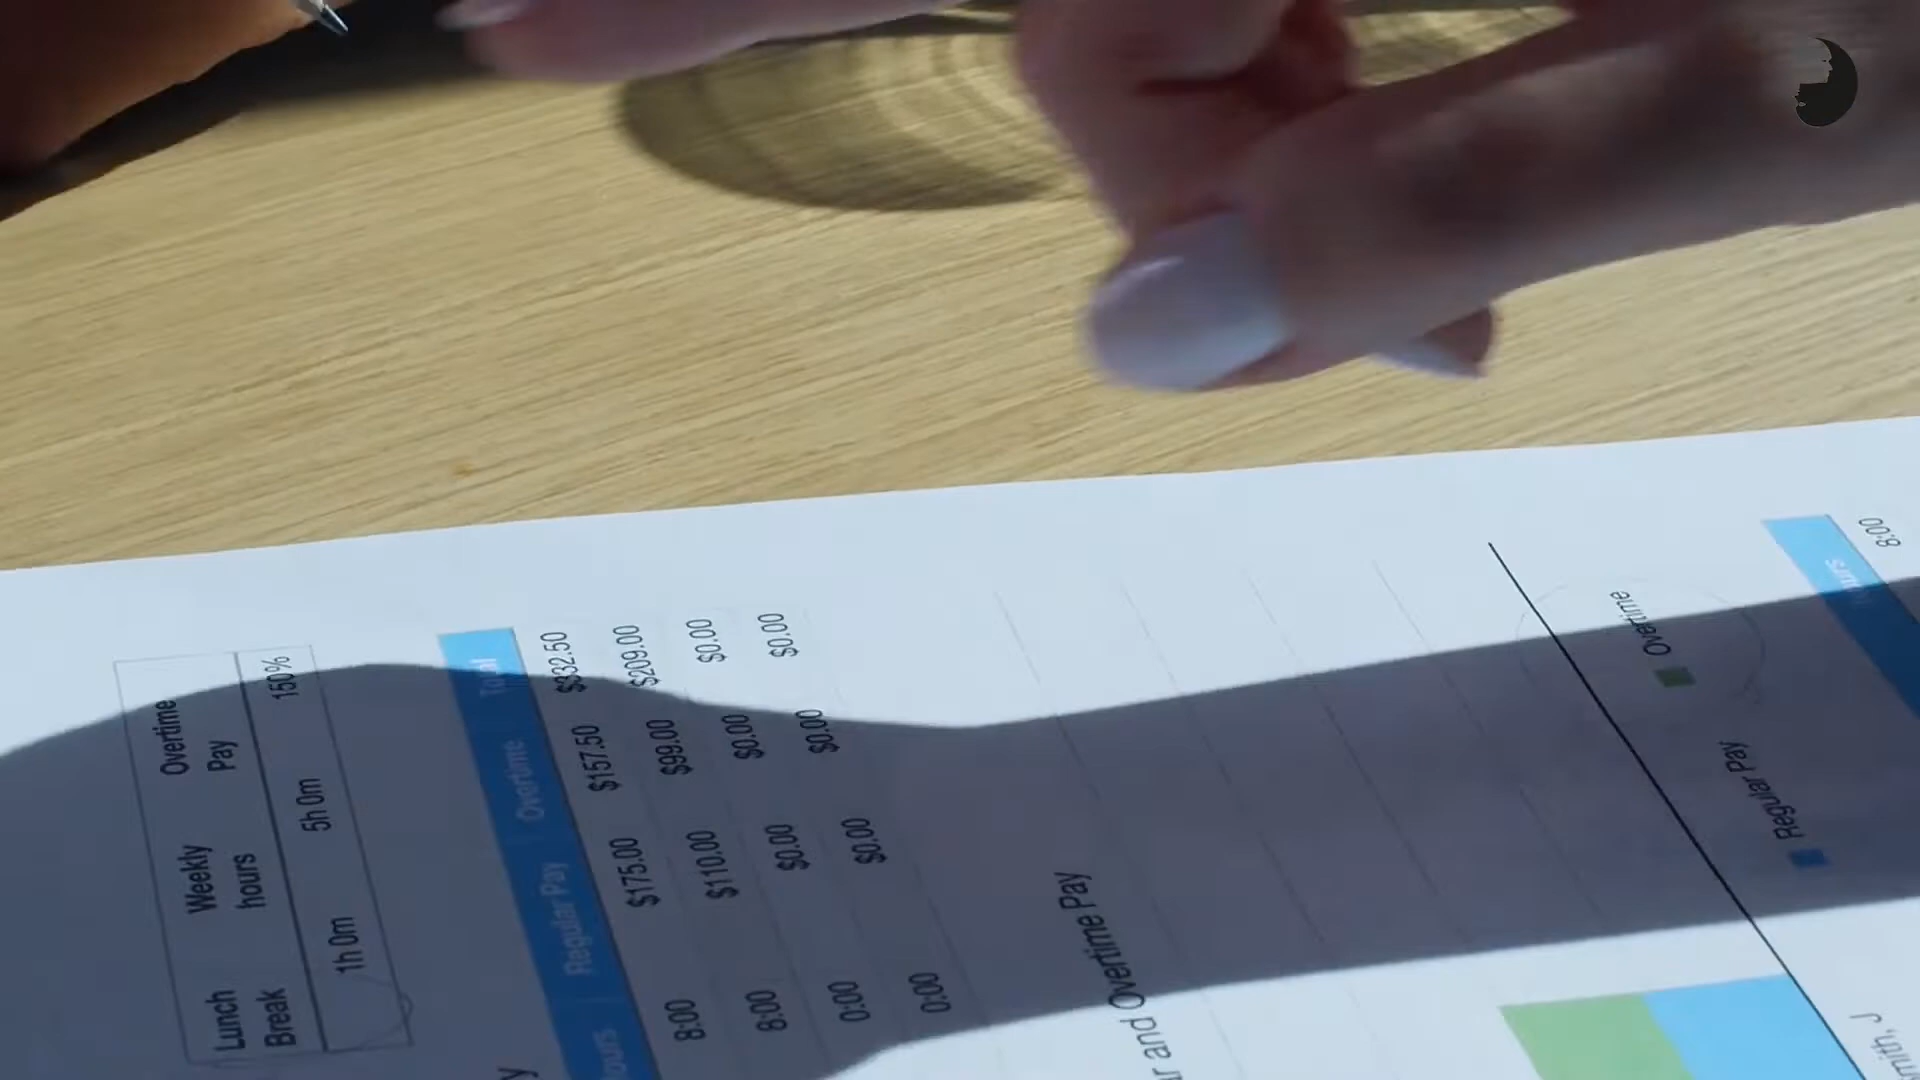 Lunch Break Weekly hours Overtime Pay
1h 0m 5h 0m 150%
Regular Pay Overtime Total
8:00 $175.00 $157.50 $332.50
8:00 $110.00 $99.00 $209.00
0:00 $0.00 $0.00 $0.00
0:00 $0.00 $0.00 $0.00
and Overtime Pay
Regular Pay Overtime
8:00